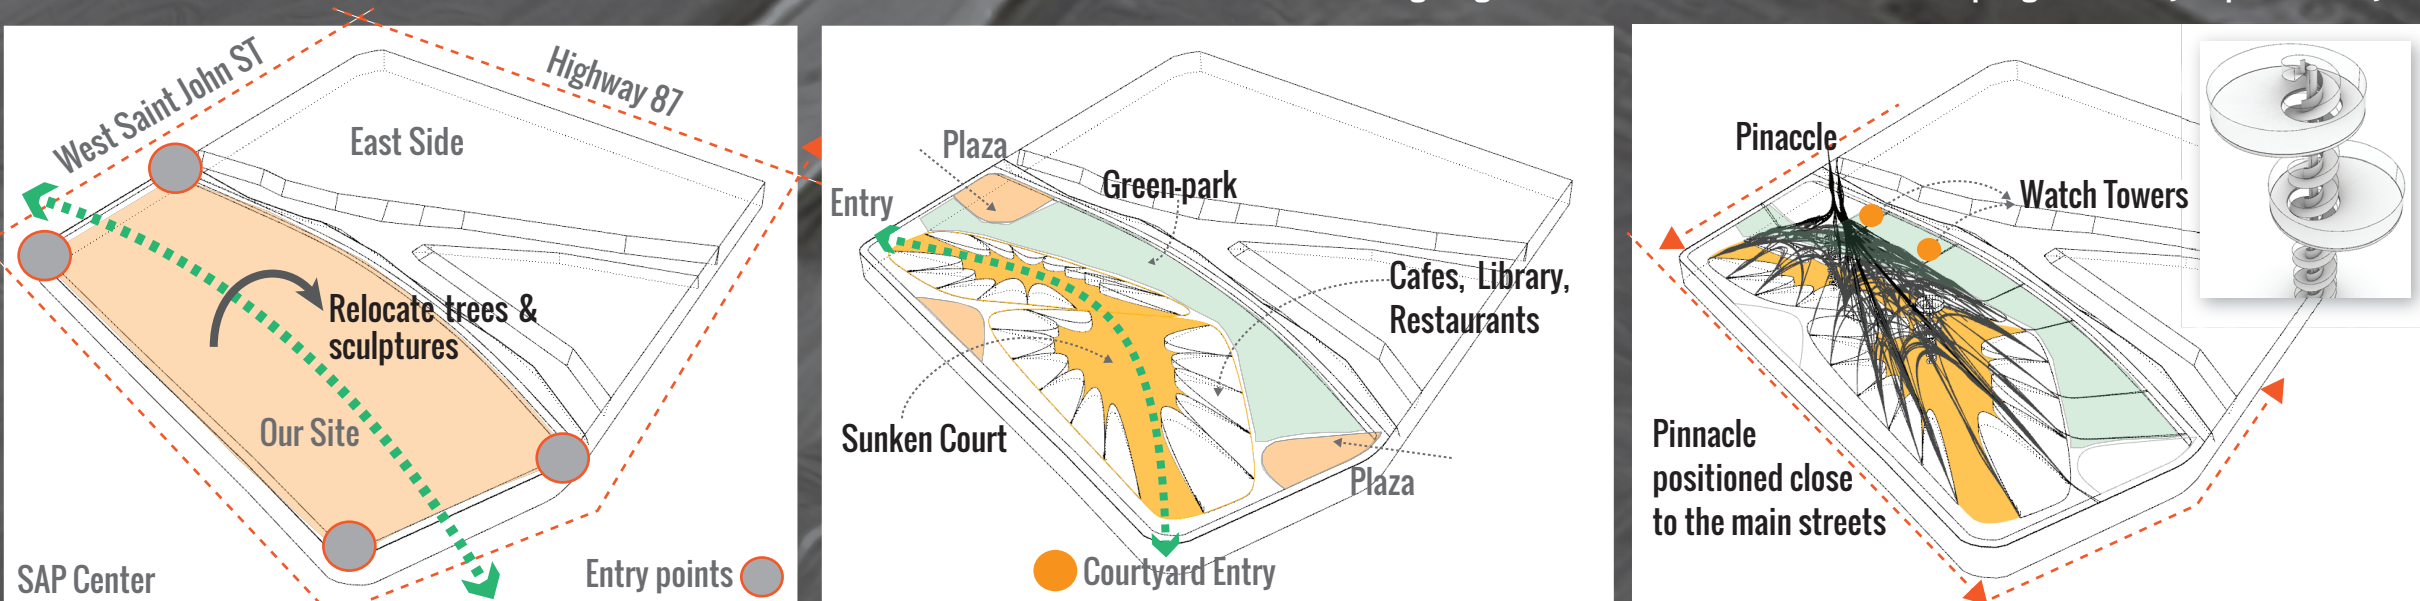 West Saint John ST
Highway 87
East Side
Relocate trees &
sculptures
Our Site
SAP Center
Entry points
Plaza
Green park
Entry
Cafes, Library,
Restaurants
Sunken Court
Plaza
Courtyard Entry
Pinaccle
Watch Towers
Pinnacle
positioned close
to the main streets